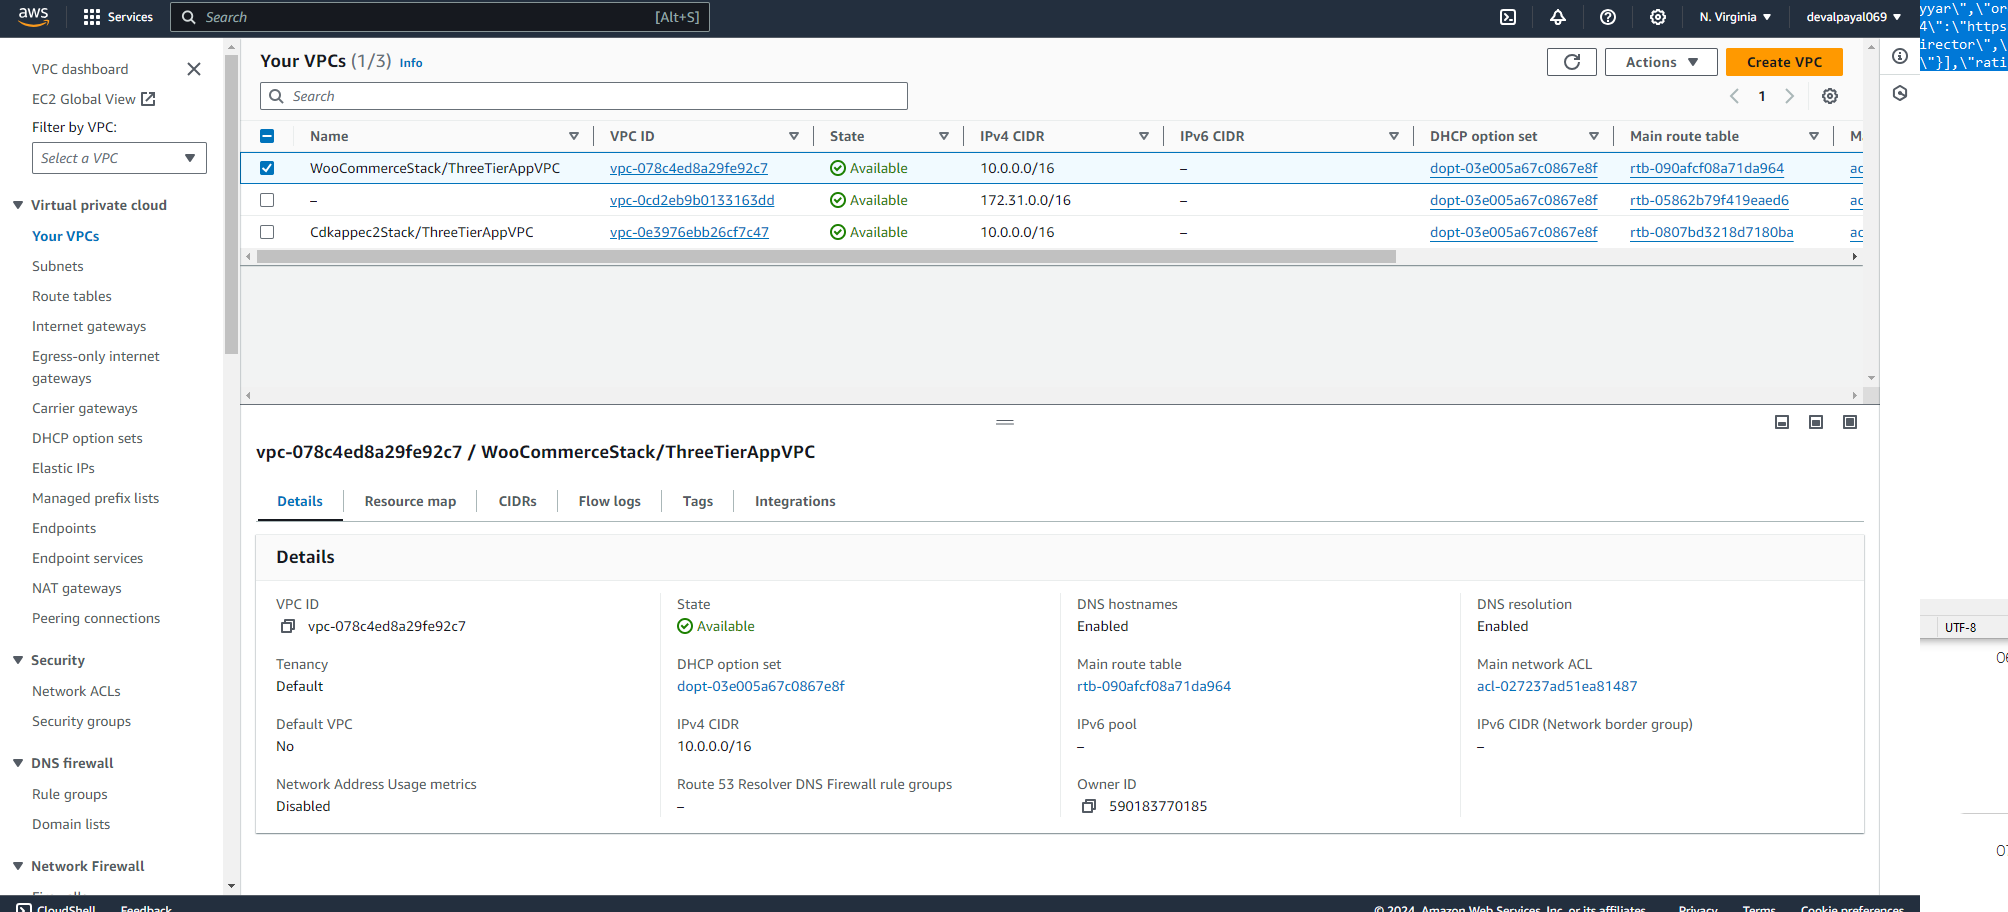 aws Services Search [Alt+S] N. Virginia devalpayal069
yyar\",\"or
4\":\"https
irector\",\
\"}],\"rati
VPC dashboard
EC2 Global View
Filter by VPC:
Select a VPC
Virtual private cloud
Your VPCs
Subnets
Route tables
Internet gateways
Egress-only internet
gateways
Carrier gateways
DHCP option sets
Elastic IPs
Managed prefix lists
Endpoints
Endpoint services
NAT gateways
Peering connections
Security
Network ACLs
Security groups
DNS firewall
Rule groups
Domain lists
Network Firewall
Your VPCs (1/3) Info
Actions
Create VPC
Search
1
Name VPC ID State IPv4 CIDR IPv6 CIDR DHCP option set Main route table M
WooCommerceStack/ThreeTierAppVPC vpc-078c4ed8a29fe92c7 Available 10.0.0.0/16 – dopt-03e005a67c0867e8f rtb-090afcf08a71da964 ac
– vpc-0cd2eb9b0133163dd Available 172.31.0.0/16 – dopt-03e005a67c0867e8f rtb-05862b79f419eaed6 ac
Cdkappec2Stack/ThreeTierAppVPC vpc-0e3976ebb26cf7c47 Available 10.0.0.0/16 – dopt-03e005a67c0867e8f rtb-0807bd3218d7180ba ac
vpc-078c4ed8a29fe92c7 / WooCommerceStack/ThreeTierAppVPC
Details Resource map CIDRs Flow logs Tags Integrations
Details
VPC ID
vpc-078c4ed8a29fe92c7
State
Available
DNS hostnames
Enabled
DNS resolution
Enabled
Tenancy
Default
DHCP option set
dopt-03e005a67c0867e8f
Main route table
rtb-090afcf08a71da964
Main network ACL
acl-027237ad51ea81487
Default VPC
No
IPv4 CIDR
10.0.0.0/16
IPv6 pool
–
IPv6 CIDR (Network border group)
–
Network Address Usage metrics
Disabled
Route 53 Resolver DNS Firewall rule groups
–
Owner ID
590183770185
UTF-8
CloudShell Feedback © 2024, Amazon Web Services, Inc. or its affiliates. Privacy Terms Cookie preferences